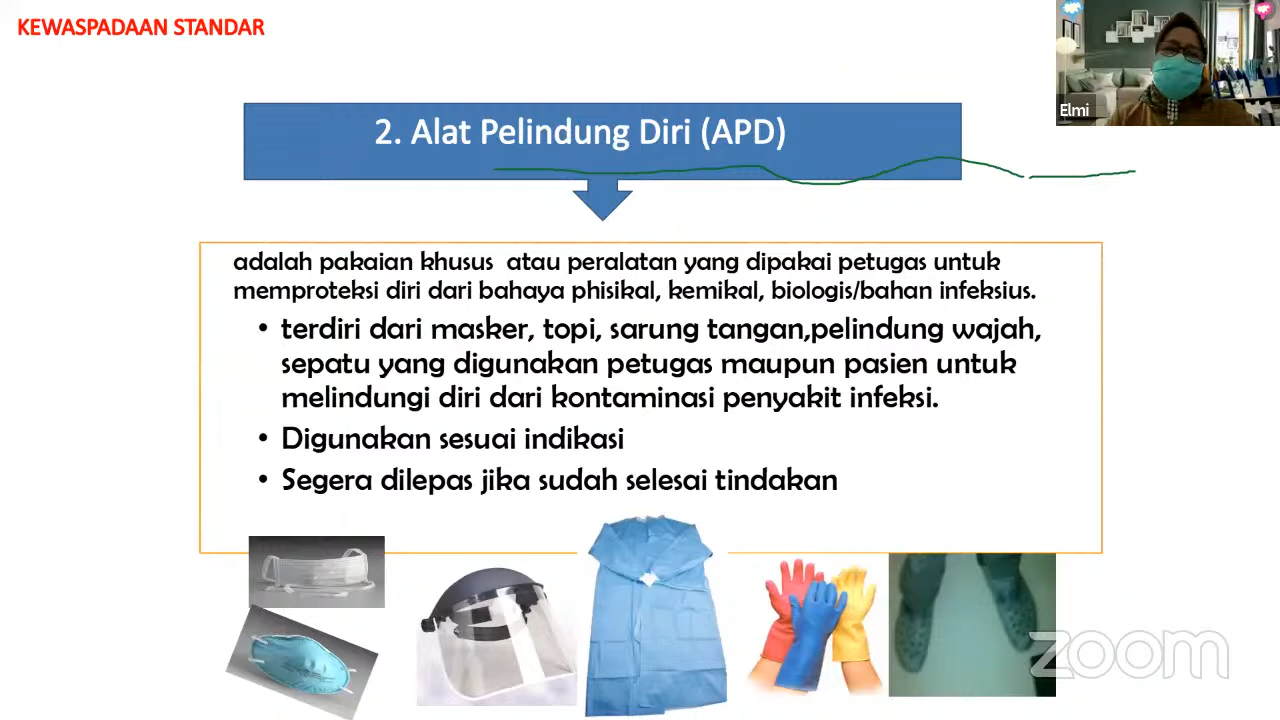 KEWASPADAAN STANDAR
Elmi
2. Alat Pelindung Diri (APD)
adalah pakaian khusus atau peralatan yang dipakai petugas untuk
memproteksi diri dari bahaya phisikal, kemikal, biologis/bahan infeksius.
• terdiri dari masker, topi, sarung tangan,pelindung wajah,
sepatu yang digunakan petugas maupun pasien untuk
melindungi diri dari kontaminasi penyakit infeksi.
• Digunakan sesuai indikasi
• Segera dilepas jika sudah selesai tindakan
zoom